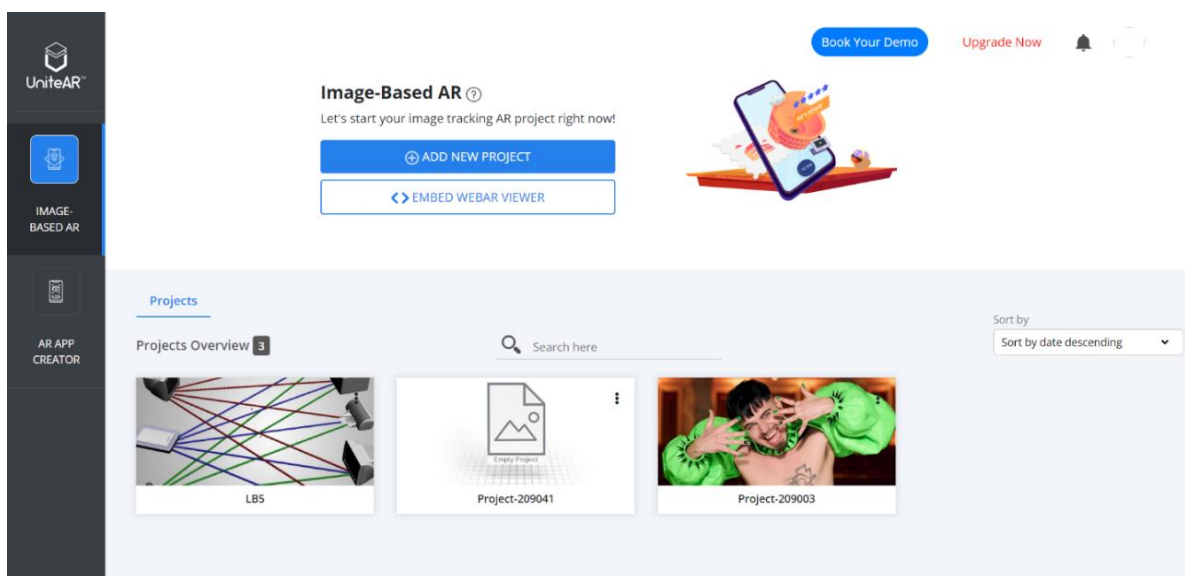 UniteAR™
IMAGE-
BASED AR
AR APP
CREATOR
Book Your Demo
Upgrade Now
Image-Based AR ?
Let's start your image tracking AR project right now!
ADD NEW PROJECT
<> EMBED WEBAR VIEWER
REVIEWS
Projects
Projects Overview 3
Search here
Sort by
Sort by date descending
Empty Project
LB5
Project-209041
Project-209003